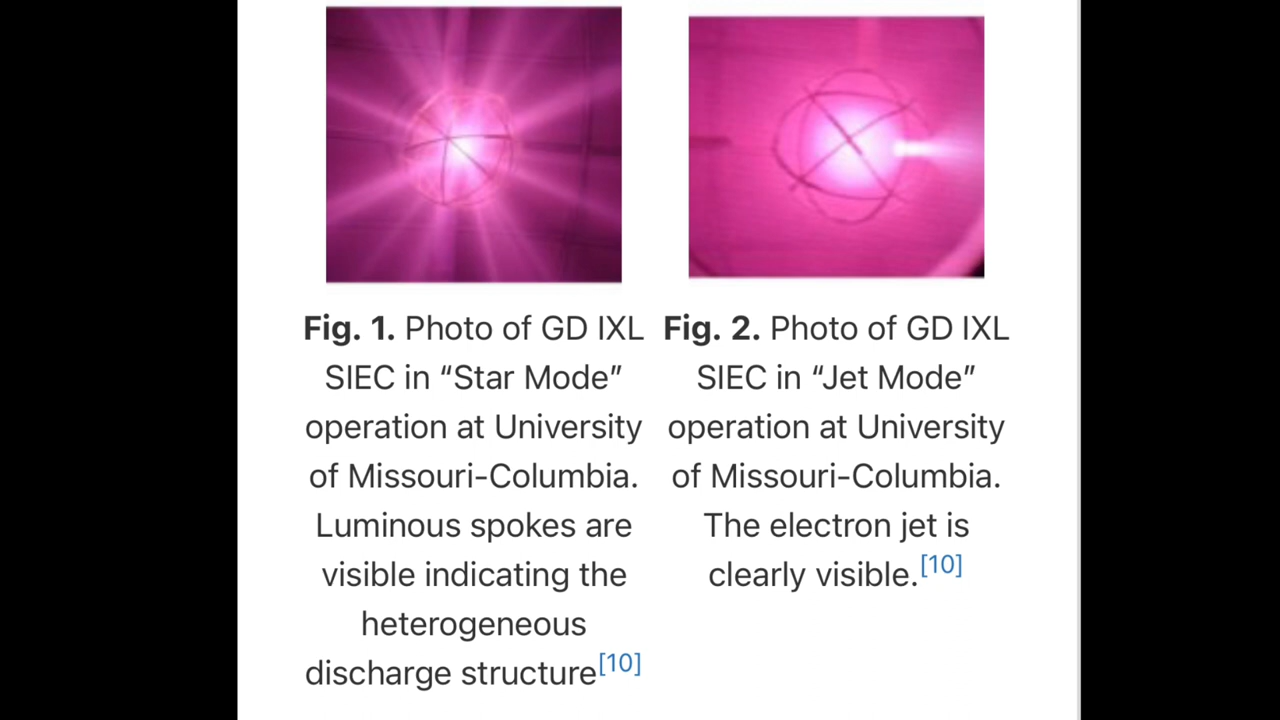 Fig. 1. Photo of GD IXL
SIEC in “Star Mode”
operation at University
of Missouri-Columbia.
Luminous spokes are
visible indicating the
heterogeneous
discharge structure[10]
Fig. 2. Photo of GD IXL
SIEC in “Jet Mode”
operation at University
of Missouri-Columbia.
The electron jet is
clearly visible.[10]